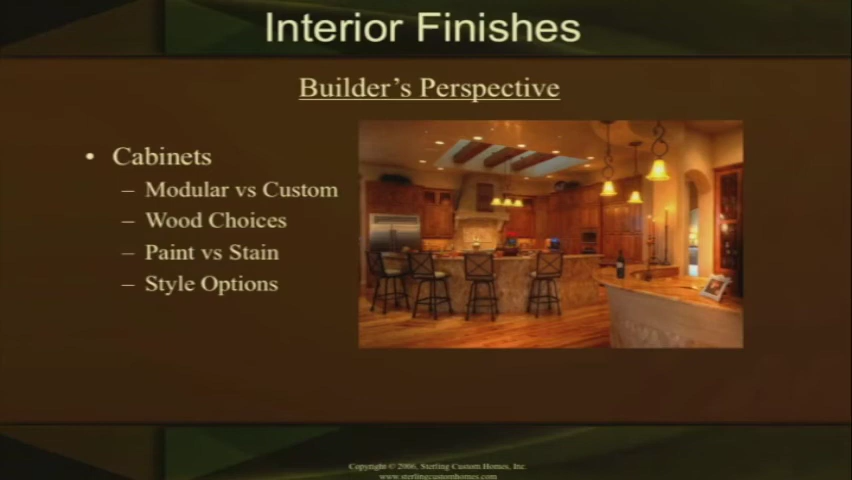 Interior Finishes
Builder's Perspective
• Cabinets
– Modular vs Custom
– Wood Choices
– Paint vs Stain
– Style Options
Copyright © 2006, Sterling Custom Homes, Inc.
www.sterlingcustomhomes.com